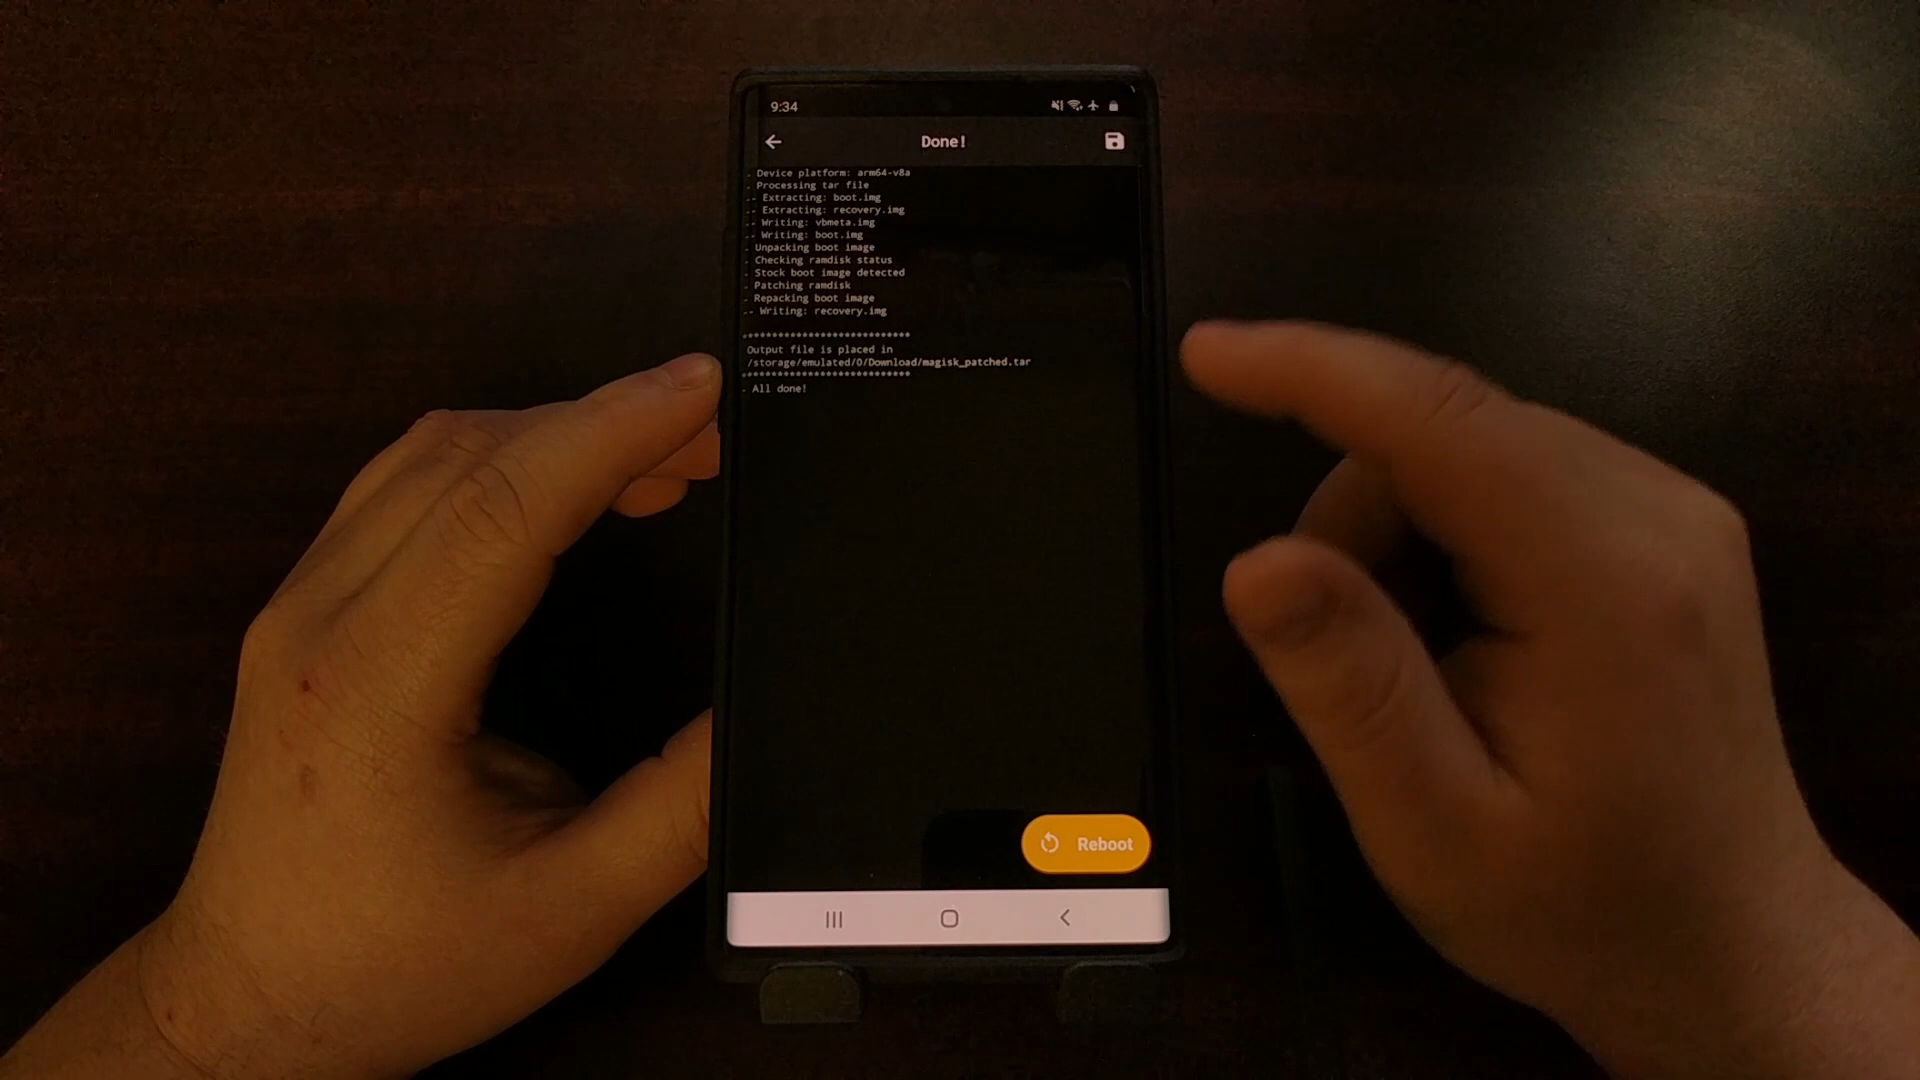 9:34
Done!
- Device platform: arm64-v8a
- Processing tar file
-- Extracting: boot.img
-- Extracting: recovery.img
-- Writing: vbmeta.img
-- Writing: boot.img
- Unpacking boot image
- Checking ramdisk status
- Stock boot image detected
- Patching ramdisk
- Repacking boot image
-- Writing: recovery.img
****************************
Output file is placed in
/storage/emulated/0/Download/magisk_patched.tar
****************************
- All done!
Reboot